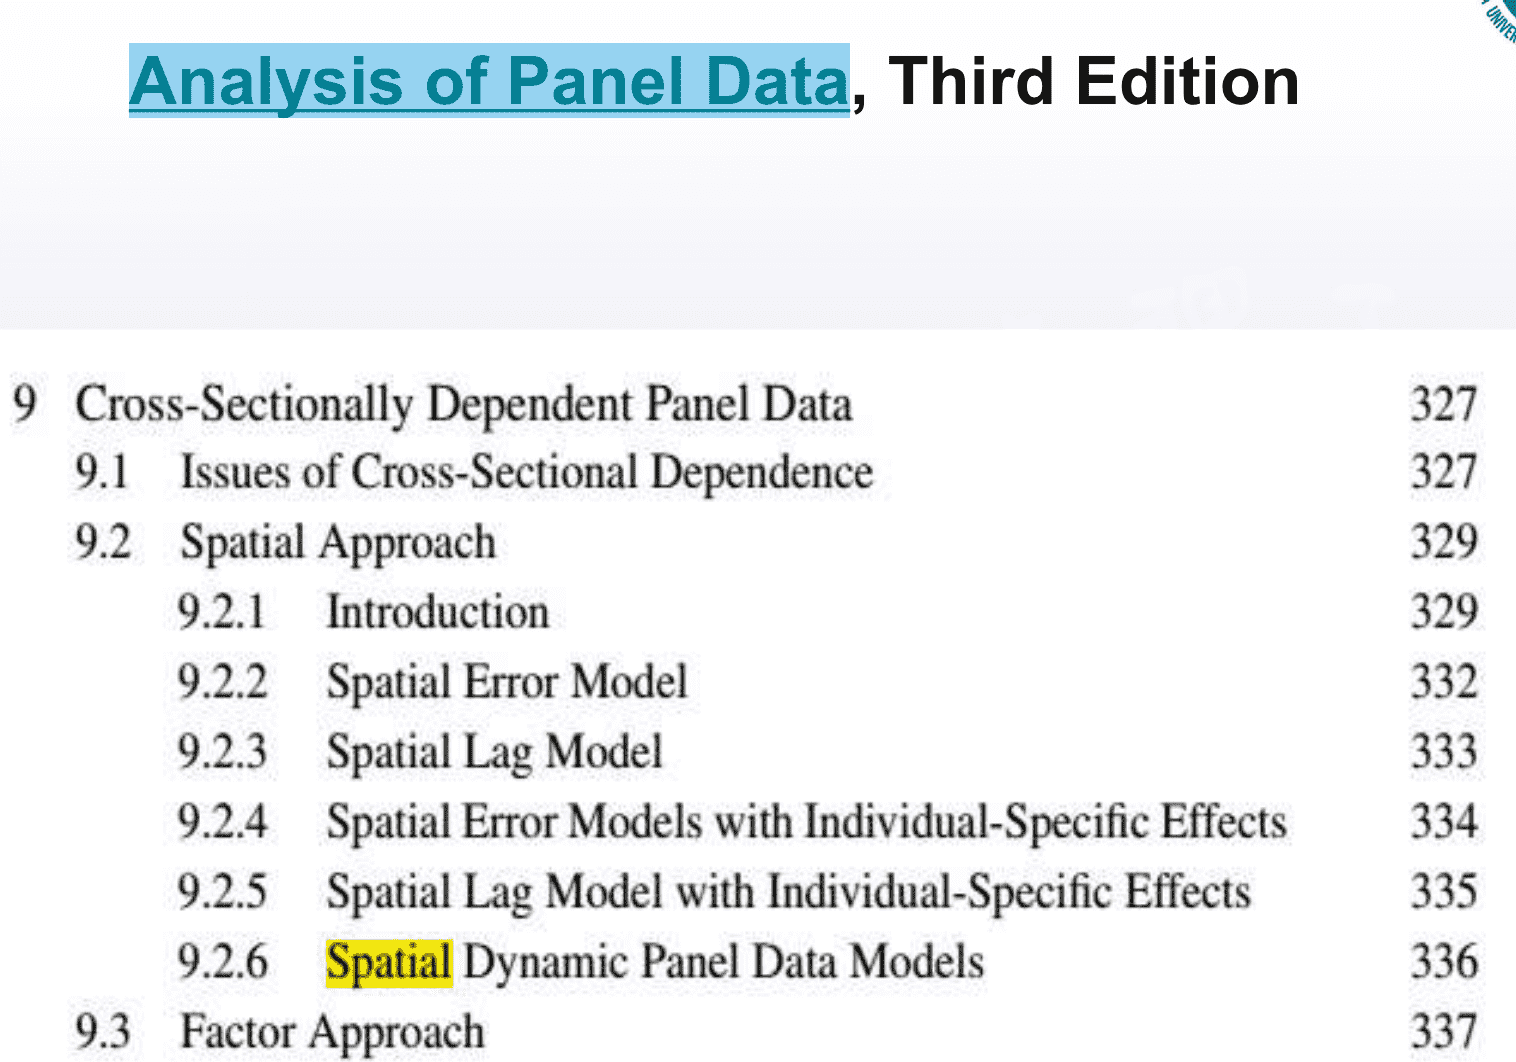 Analysis of Panel Data, Third Edition
9 Cross-Sectionally Dependent Panel Data 327
9.1 Issues of Cross-Sectional Dependence 327
9.2 Spatial Approach 329
9.2.1 Introduction 329
9.2.2 Spatial Error Model 332
9.2.3 Spatial Lag Model 333
9.2.4 Spatial Error Models with Individual-Specific Effects 334
9.2.5 Spatial Lag Model with Individual-Specific Effects 335
9.2.6 Spatial Dynamic Panel Data Models 336
9.3 Factor Approach 337